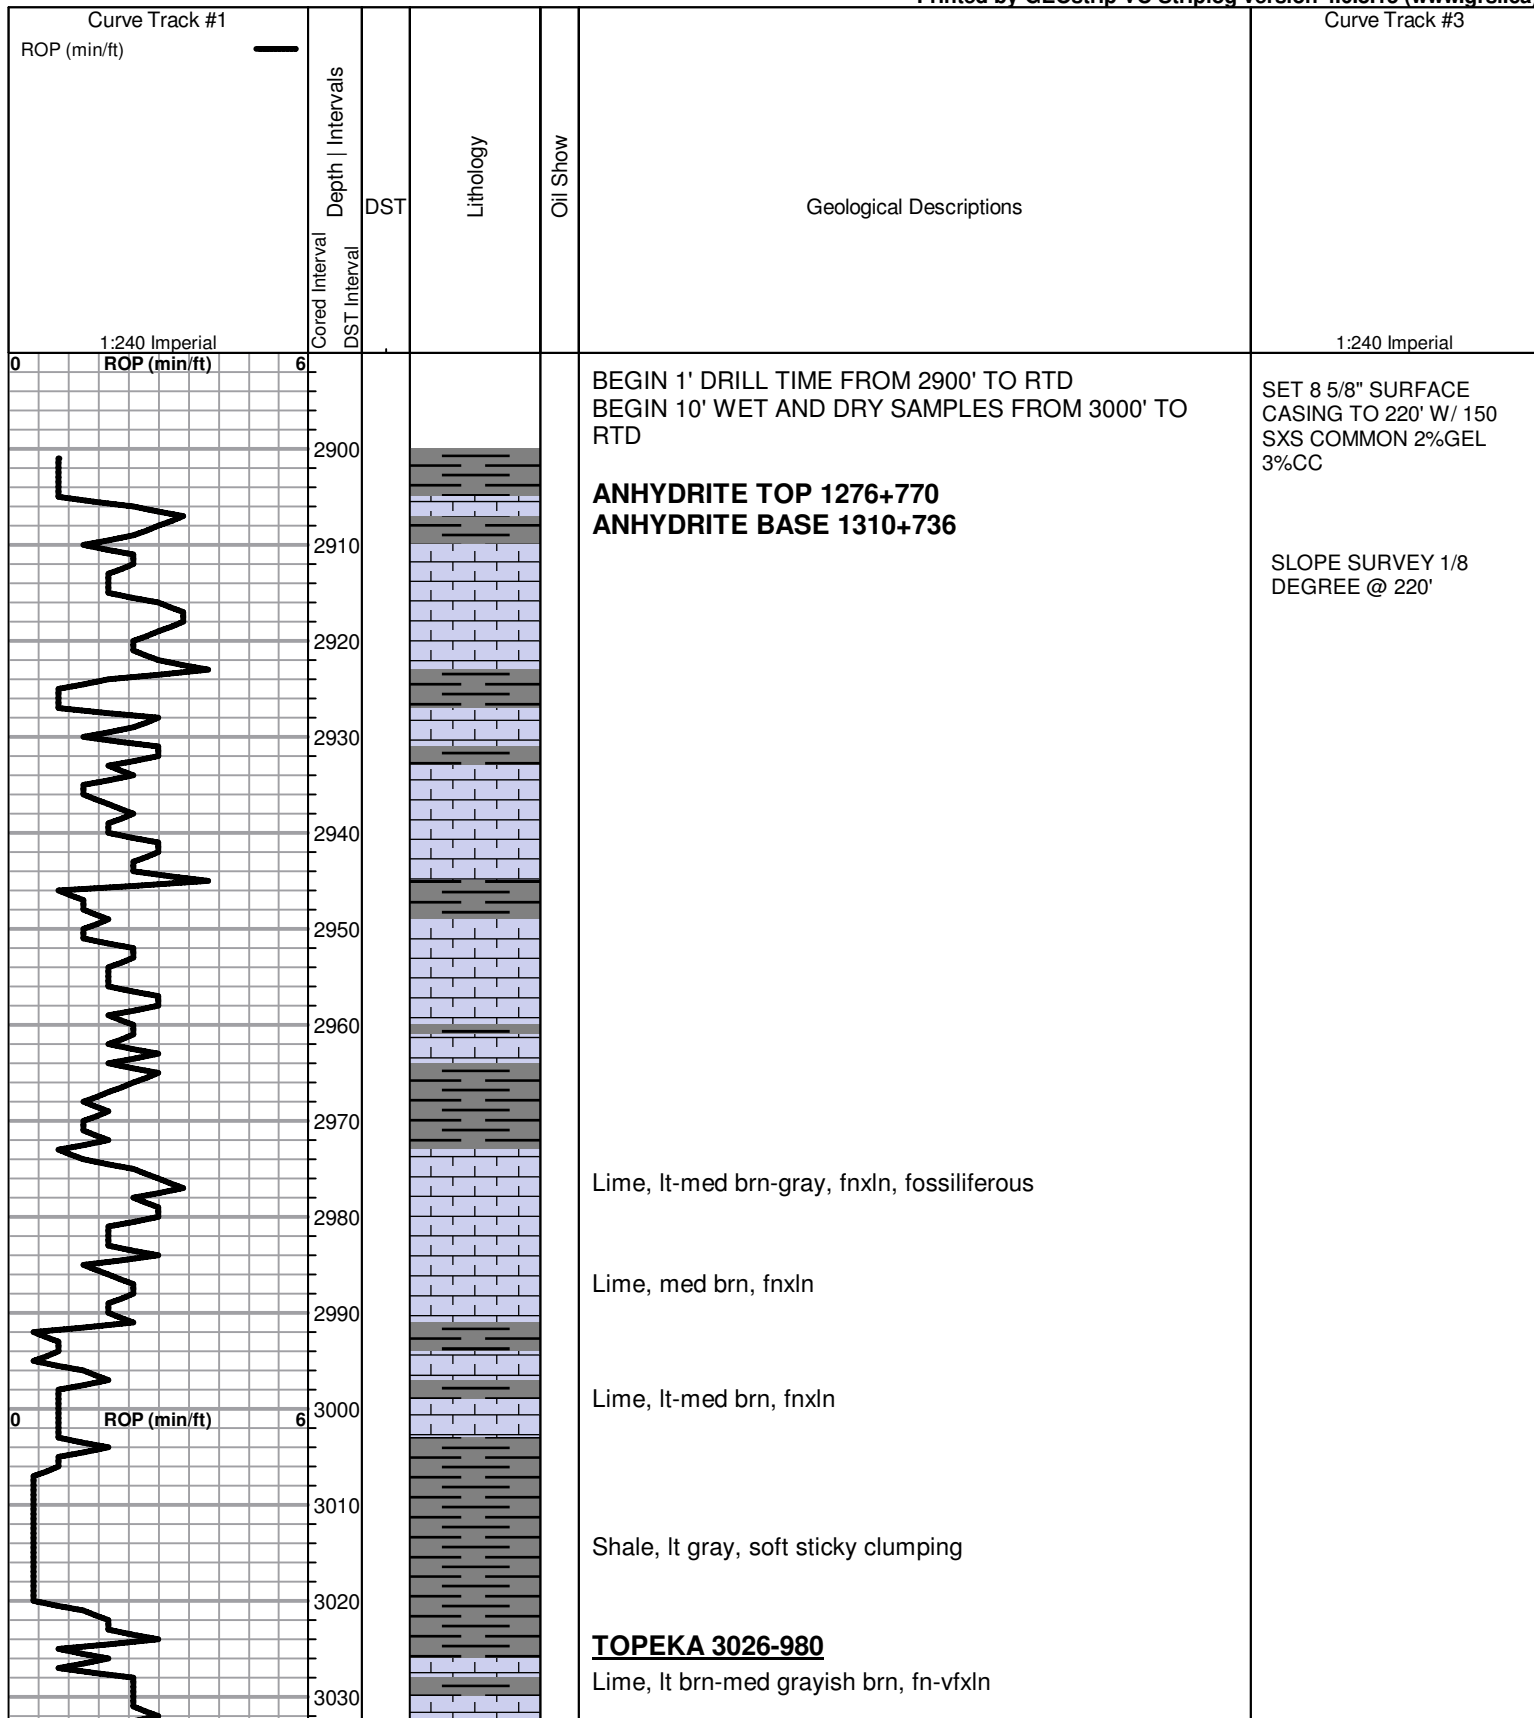 Curve Track #1
ROP (min/ft)
1:240 Imperial
Depth | Intervals
Cored Interval
DST Interval
DST
Lithology
Oil Show
Geological Descriptions
Curve Track #3
1:240 Imperial
0 ROP (min/ft) 6
BEGIN 1' DRILL TIME FROM 2900' TO RTD
BEGIN 10' WET AND DRY SAMPLES FROM 3000' TO
RTD
SET 8 5/8" SURFACE
CASING TO 220' W/ 150
SXS COMMON 2%GEL
3%CC
2900
ANHYDRITE TOP 1276+770
ANHYDRITE BASE 1310+736
2910
SLOPE SURVEY 1/8
DEGREE @ 220'
2920
2930
2940
2950
2960
2970
Lime, lt-med brn-gray, fnxln, fossiliferous
2980
Lime, med brn, fnxln
2990
Lime, lt-med brn, fnxln
3000
0 ROP (min/ft) 6
3010
Shale, lt gray, soft sticky clumping
3020
TOPEKA 3026-980
Lime, lt brn-med grayish brn, fn-vfxln
3030